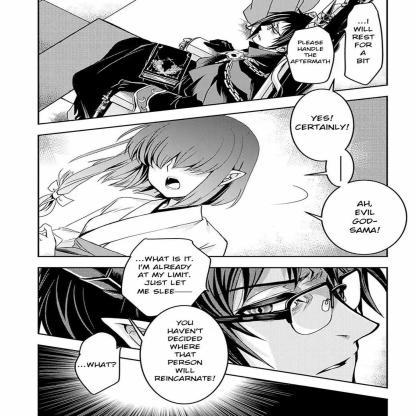 ...I
WILL
REST
FOR A
BIT
PLEASE
HANDLE
THE
AFTERMATH
YES!
CERTAINLY!
AH,
EVIL
GOD-
SAMA!
...WHAT IS IT.
I'M ALREADY
AT MY LIMIT.
JUST LET
ME SLEE——
YOU
HAVEN'T
DECIDED
WHERE
THAT
PERSON
WILL
REINCARNATE!
...WHAT?